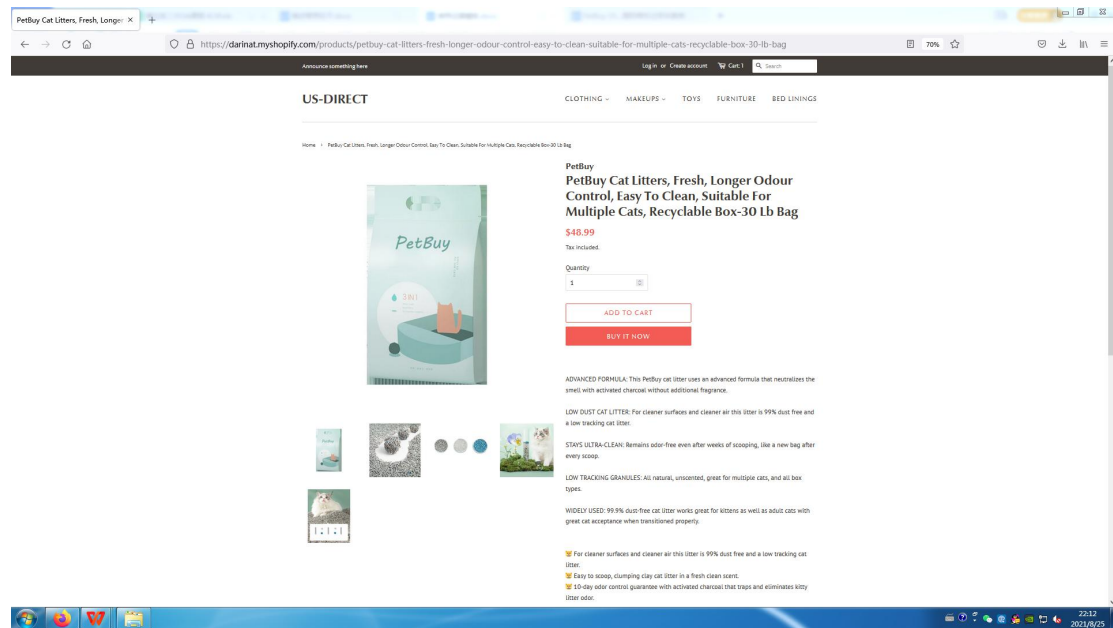 PetBuy Cat Litters, Fresh, Longer
https://darinat.myshopify.com/products/petbuy-cat-litters-fresh-longer-odour-control-easy-to-clean-suitable-for-multiple-cats-recyclable-box-30-lb-bag
70%
Announce something here
Log in or Create account
Cart: 1
Search
US-DIRECT
CLOTHING
MAKEUPS
TOYS
FURNITURE
BED LININGS
Home › PetBuy Cat Litters, Fresh, Longer Odour Control, Easy To Clean, Suitable For Multiple Cats, Recyclable Box-30 Lb Bag
PetBuy
3 IN 1
PetBuy
PetBuy Cat Litters, Fresh, Longer Odour
Control, Easy To Clean, Suitable For
Multiple Cats, Recyclable Box-30 Lb Bag
$48.99
Tax included.
Quantity
1
ADD TO CART
BUY IT NOW
ADVANCED FORMULA: This PetBuy cat litter uses an advanced formula that neutralizes the
smell with activated charcoal without additional fragrance.
LOW DUST CAT LITTER: For cleaner surfaces and cleaner air this litter is 99% dust free and
a low tracking cat litter.
STAYS ULTRA-CLEAN: Remains odor-free even after weeks of scooping, like a new bag after
every scoop.
LOW TRACKING GRANULES: All natural, unscented, great for multiple cats, and all box
types.
WIDELY USED: 99.9% dust-free cat litter works great for kittens as well as adult cats with
great cat acceptance when transitioned properly.
For cleaner surfaces and cleaner air this litter is 99% dust free and a low tracking cat
litter.
Easy to scoop, clumping clay cat litter in a fresh clean scent.
10-day odor control guarantee with activated charcoal that traps and eliminates kitty
litter odor.
22:12
2021/8/25